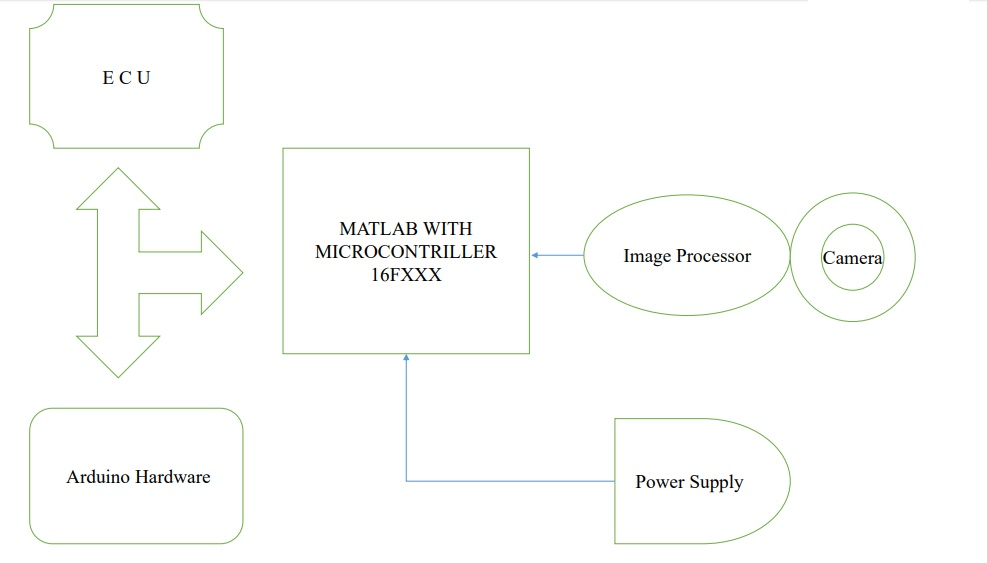 E C U
MATLAB WITH
MICROCONTRILLER
16FXXX
Image Processor
Camera
Arduino Hardware
Power Supply